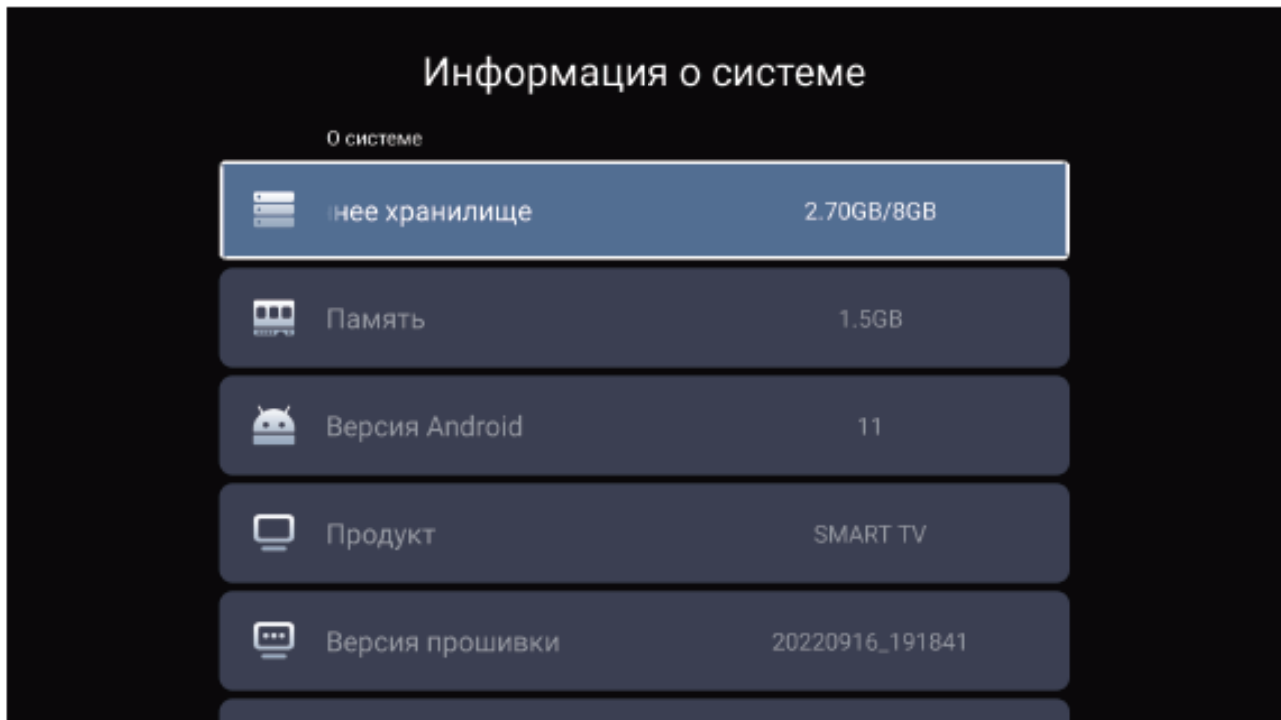 Информация о системе
О системе
нее хранилище 2.70GB/8GB
Память 1.5GB
Версия Android 11
Продукт SMART TV
Версия прошивки 20220916_191841